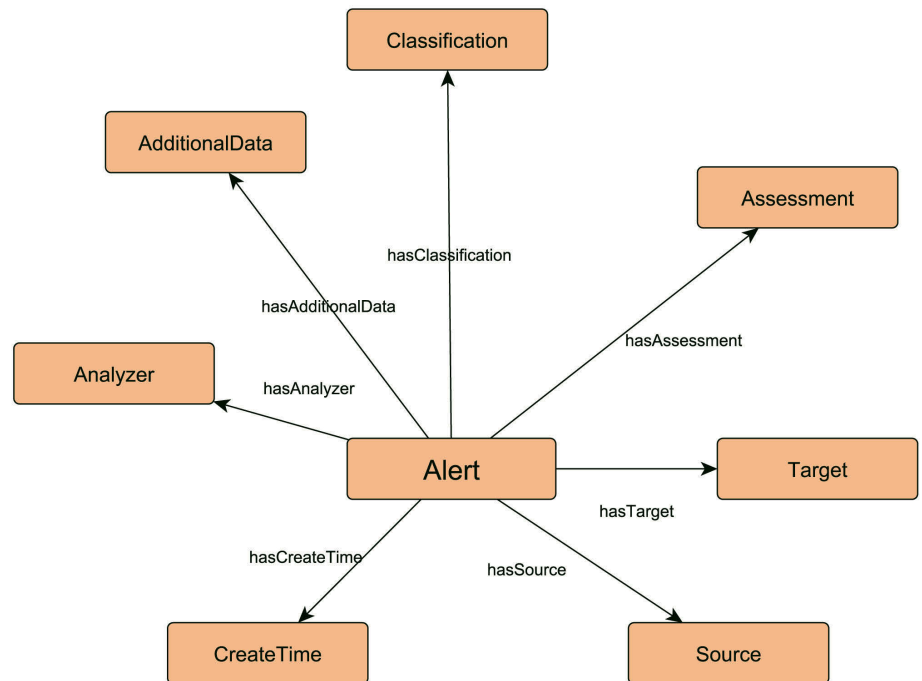 Classification
AdditionalData
Assessment
hasClassification
hasAdditionalData
hasAssessment
Analyzer
hasAnalyzer
Alert
Target
hasTarget
hasCreateTime
hasSource
CreateTime
Source